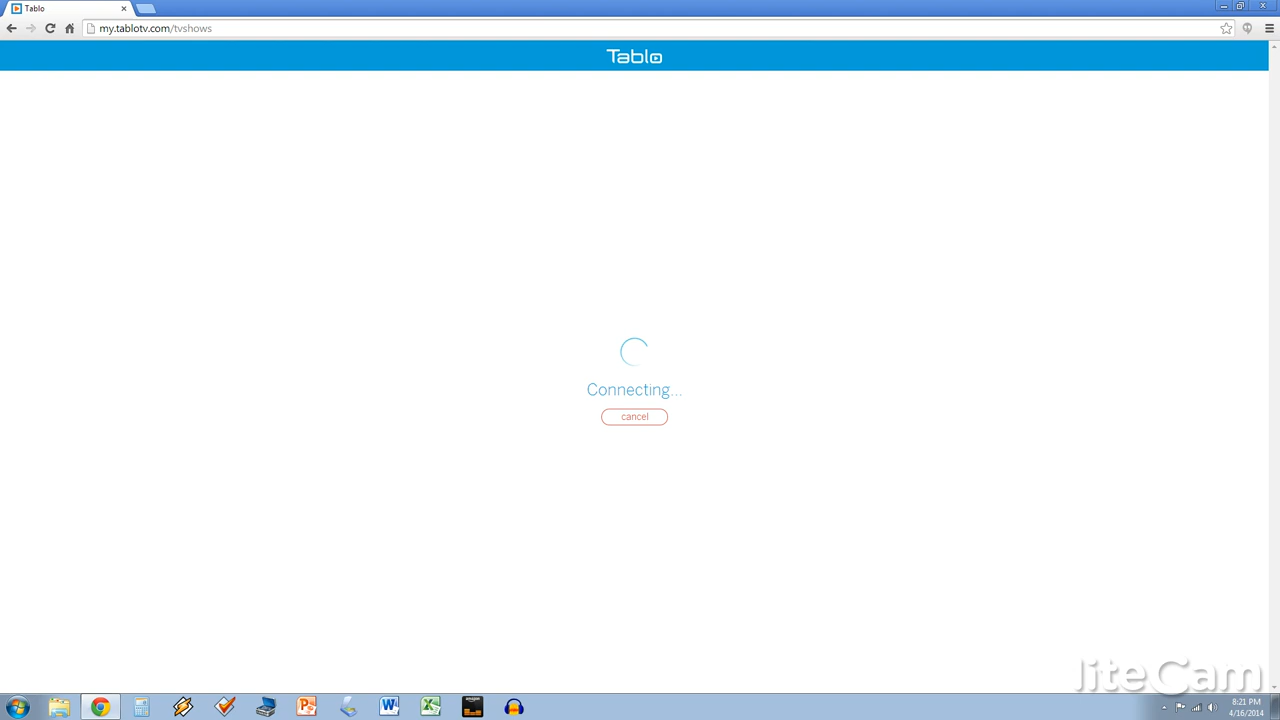 Tablo
my.tablotv.com/tvshows
Tablo
Connecting...
cancel
liteCam
8:21 PM
4/16/2014